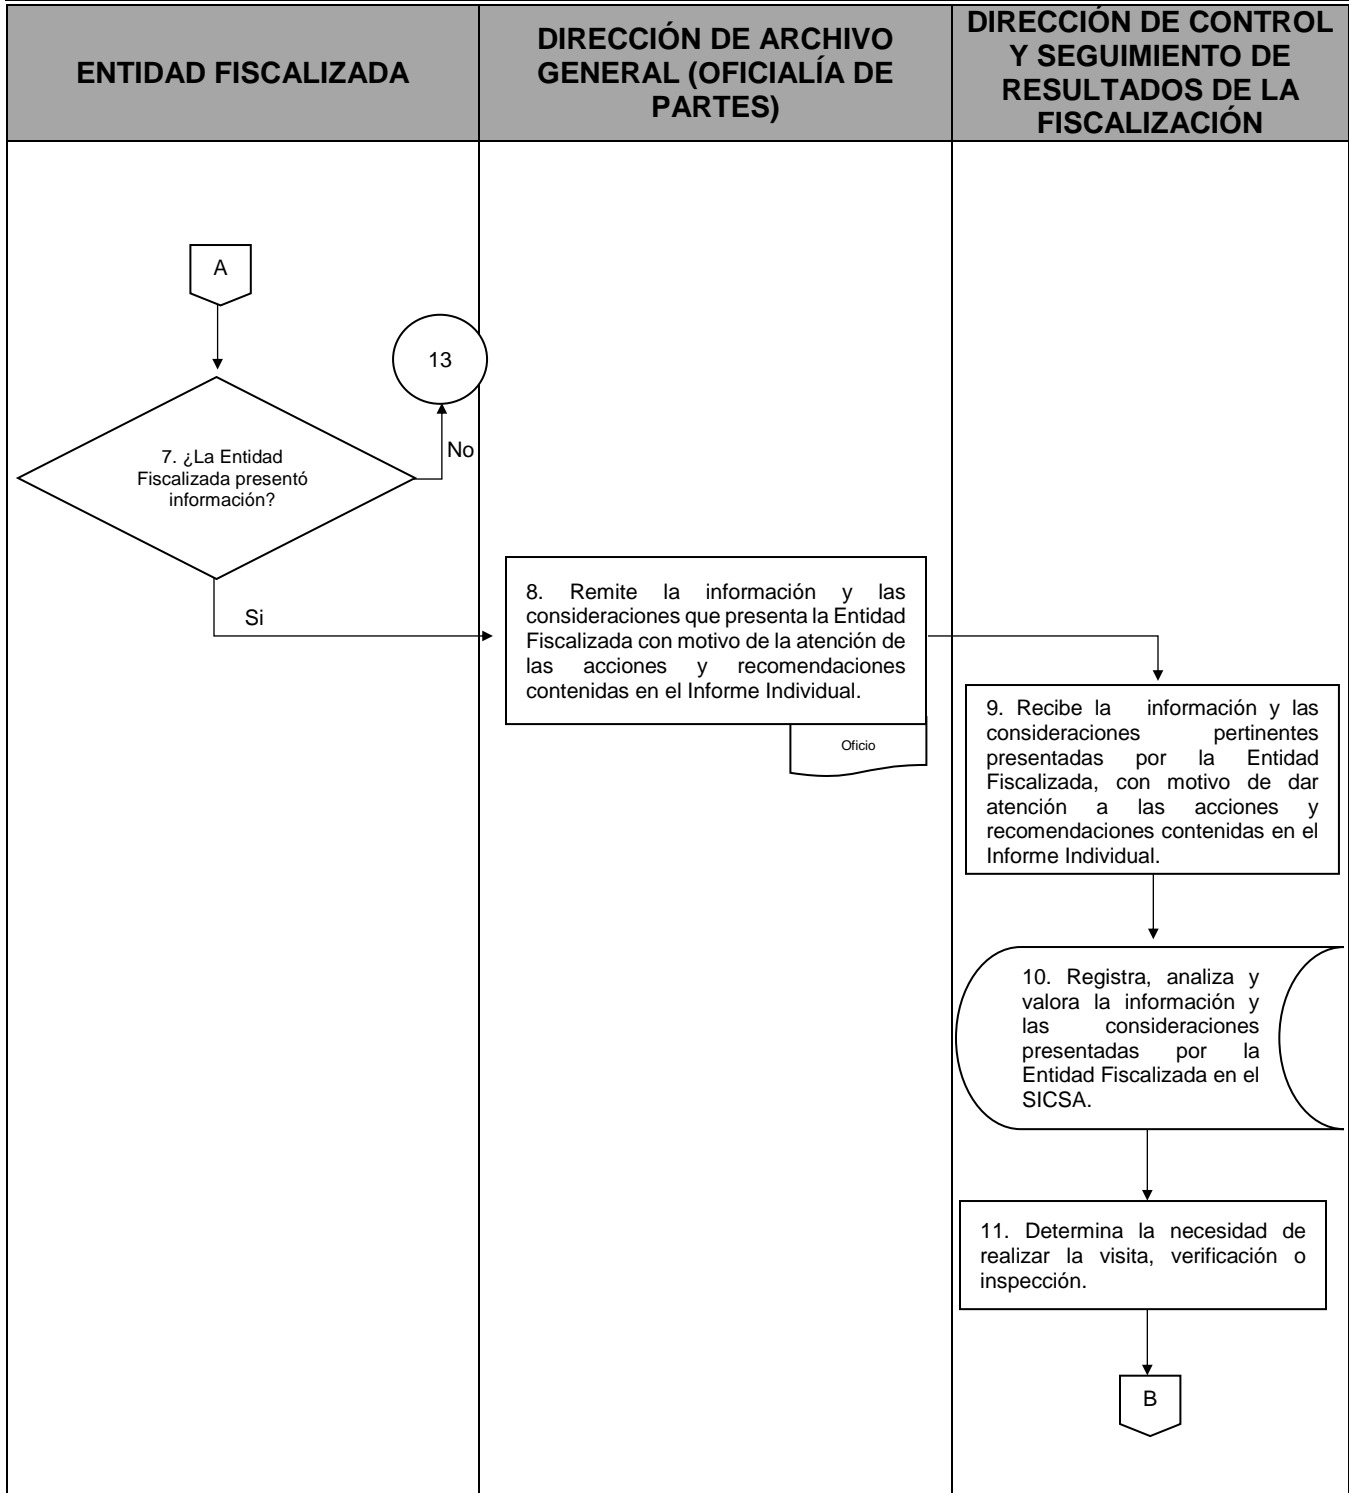 ENTIDAD FISCALIZADA
DIRECCIÓN DE ARCHIVO
GENERAL (OFICIALÍA DE
PARTES)
DIRECCIÓN DE CONTROL
Y SEGUIMIENTO DE
RESULTADOS DE LA
FISCALIZACIÓN
A
13
7. ¿La Entidad
Fiscalizada presentó
información?
No
Si
8. Remite la información y las
consideraciones que presenta la Entidad
Fiscalizada con motivo de la atención de
las acciones y recomendaciones
contenidas en el Informe Individual.
Oficio
9. Recibe la información y las
consideraciones pertinentes
presentadas por la Entidad
Fiscalizada, con motivo de dar
atención a las acciones y
recomendaciones contenidas en el
Informe Individual.
10. Registra, analiza y
valora la información y
las consideraciones
presentadas por la
Entidad Fiscalizada en el
SICSA.
11. Determina la necesidad de
realizar la visita, verificación o
inspección.
B